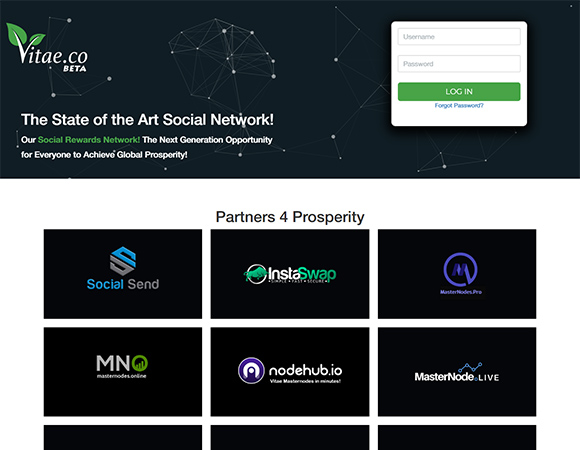 Vitae.co
BETA
Username
Password
LOG IN
Forgot Password?
The State of the Art Social Network!
Our Social Rewards Network! The Next Generation Opportunity
for Everyone to Achieve Global Prosperity!
Partners 4 Prosperity
Social Send
InstaSwap
•SIMPLE•FAST•SECURE•
MasterNodes.Pro
MNO
masternodes.online
nodehub.io
Vitae Masternodes in minutes!
MasterNode.LIVE